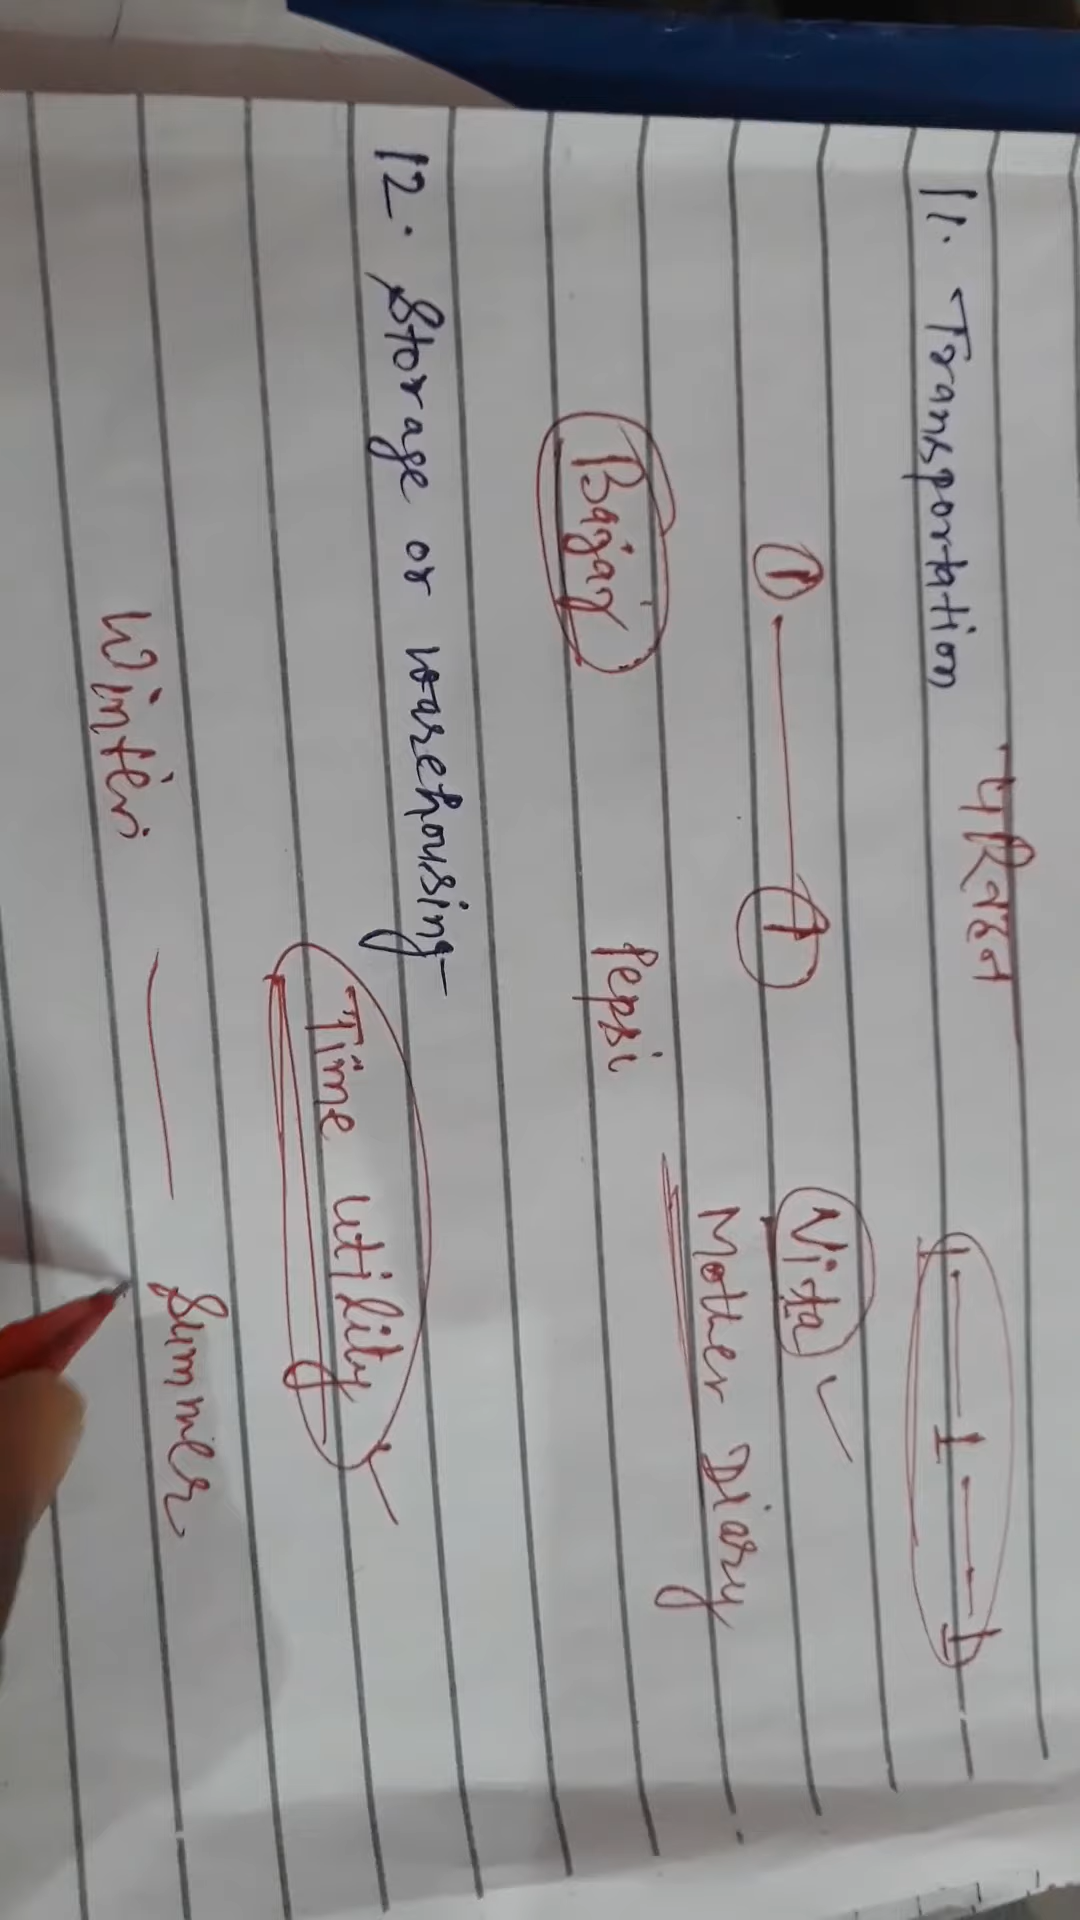 11. Transportation परिवहन
1 — 1 — 1
① — ① Vita
Mother Diary
Bajaj Pepsi
12. Storage or warehousing
Time utility
Winter — Summer